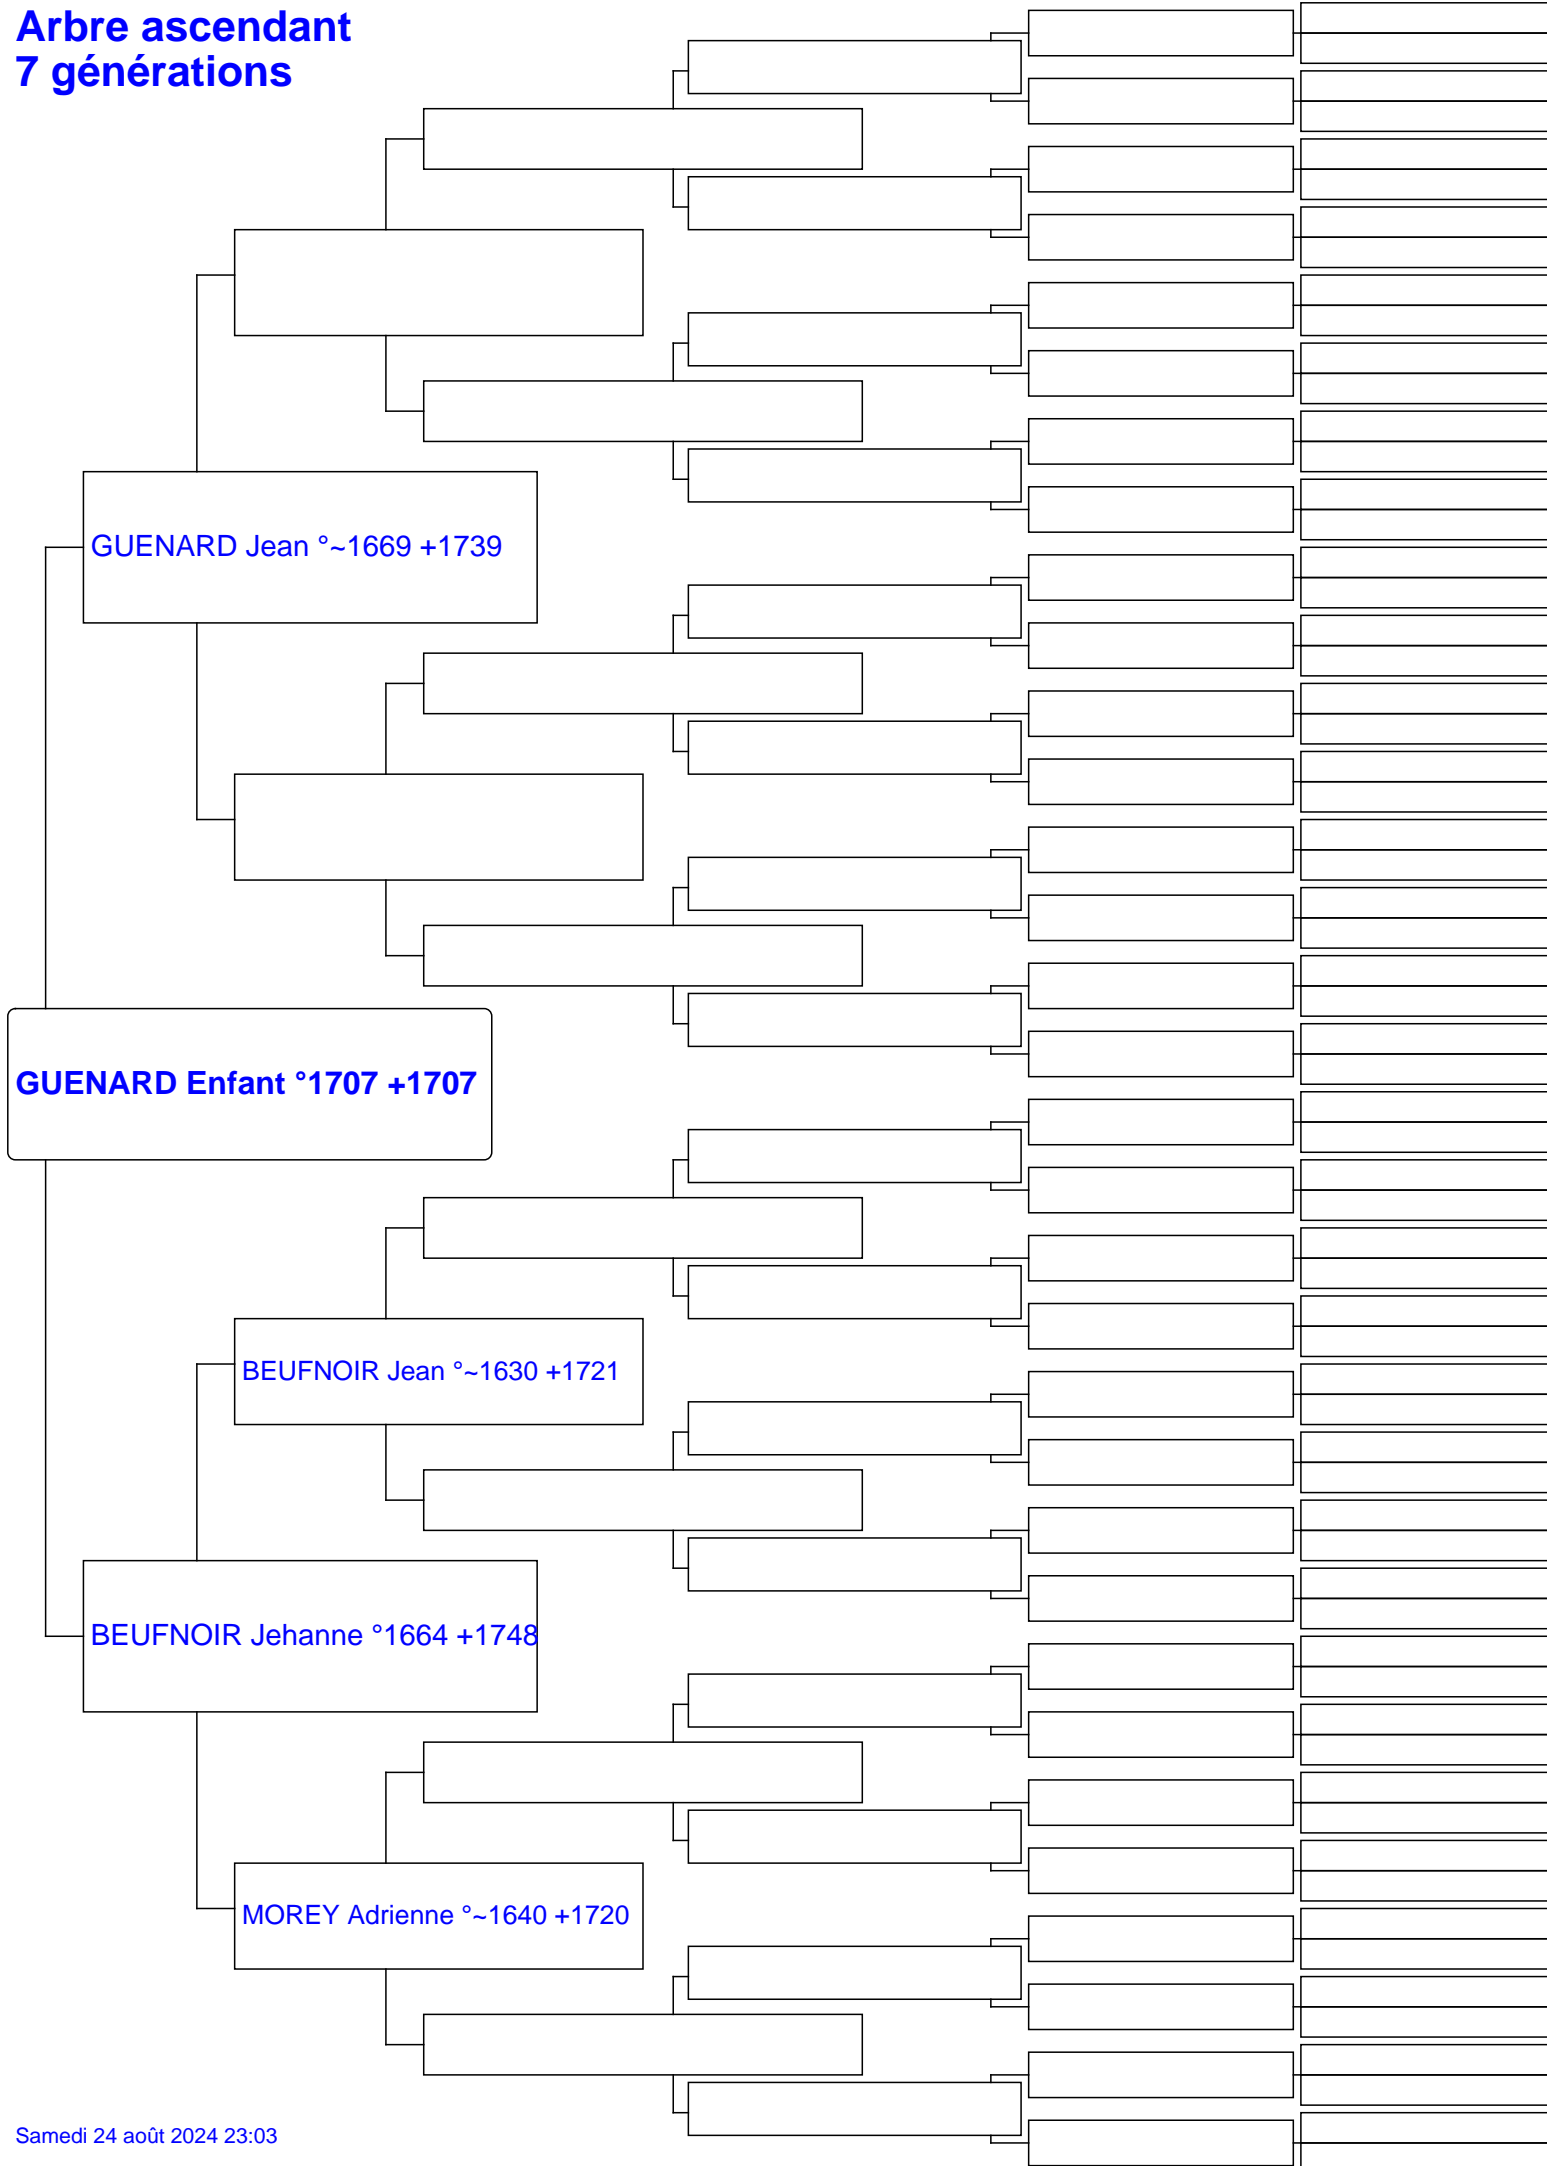 Arbre ascendant
7 générations
GUENARD Jean °~1669 +1739
GUENARD Enfant °1707 +1707
BEUFNOIR Jean °~1630 +1721
BEUFNOIR Jehanne °1664 +1748
MOREY Adrienne °~1640 +1720
Samedi 24 août 2024 23:03